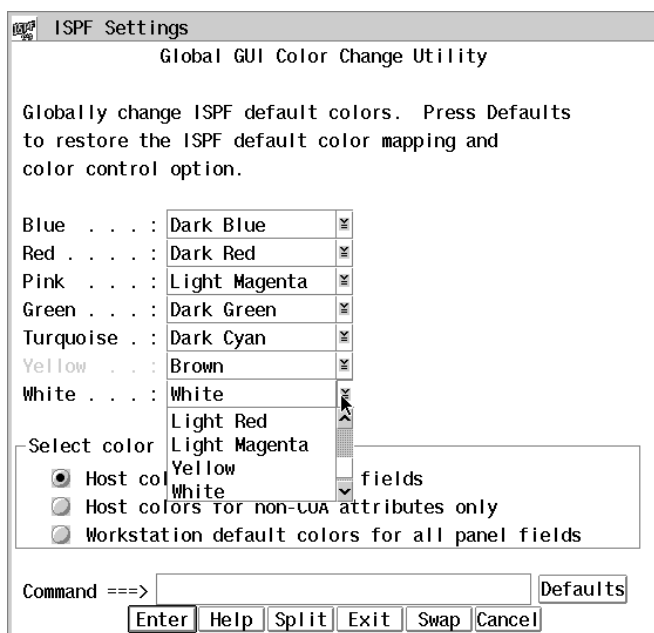 ISPF Settings
Global GUI Color Change Utility
Globally change ISPF default colors. Press Defaults
to restore the ISPF default color mapping and
color control option.
Blue . . . : Dark Blue
Red . . . . : Dark Red
Pink . . . : Light Magenta
Green . . . : Dark Green
Turquoise . : Dark Cyan
Yellow . . : Brown
White . . . : White
Light Red
Light Magenta
Yellow
White
Select color
Host col fields
Host colors for non-CUA attributes only
Workstation default colors for all panel fields
Command ===> Defaults
Enter Help Split Exit Swap Cancel